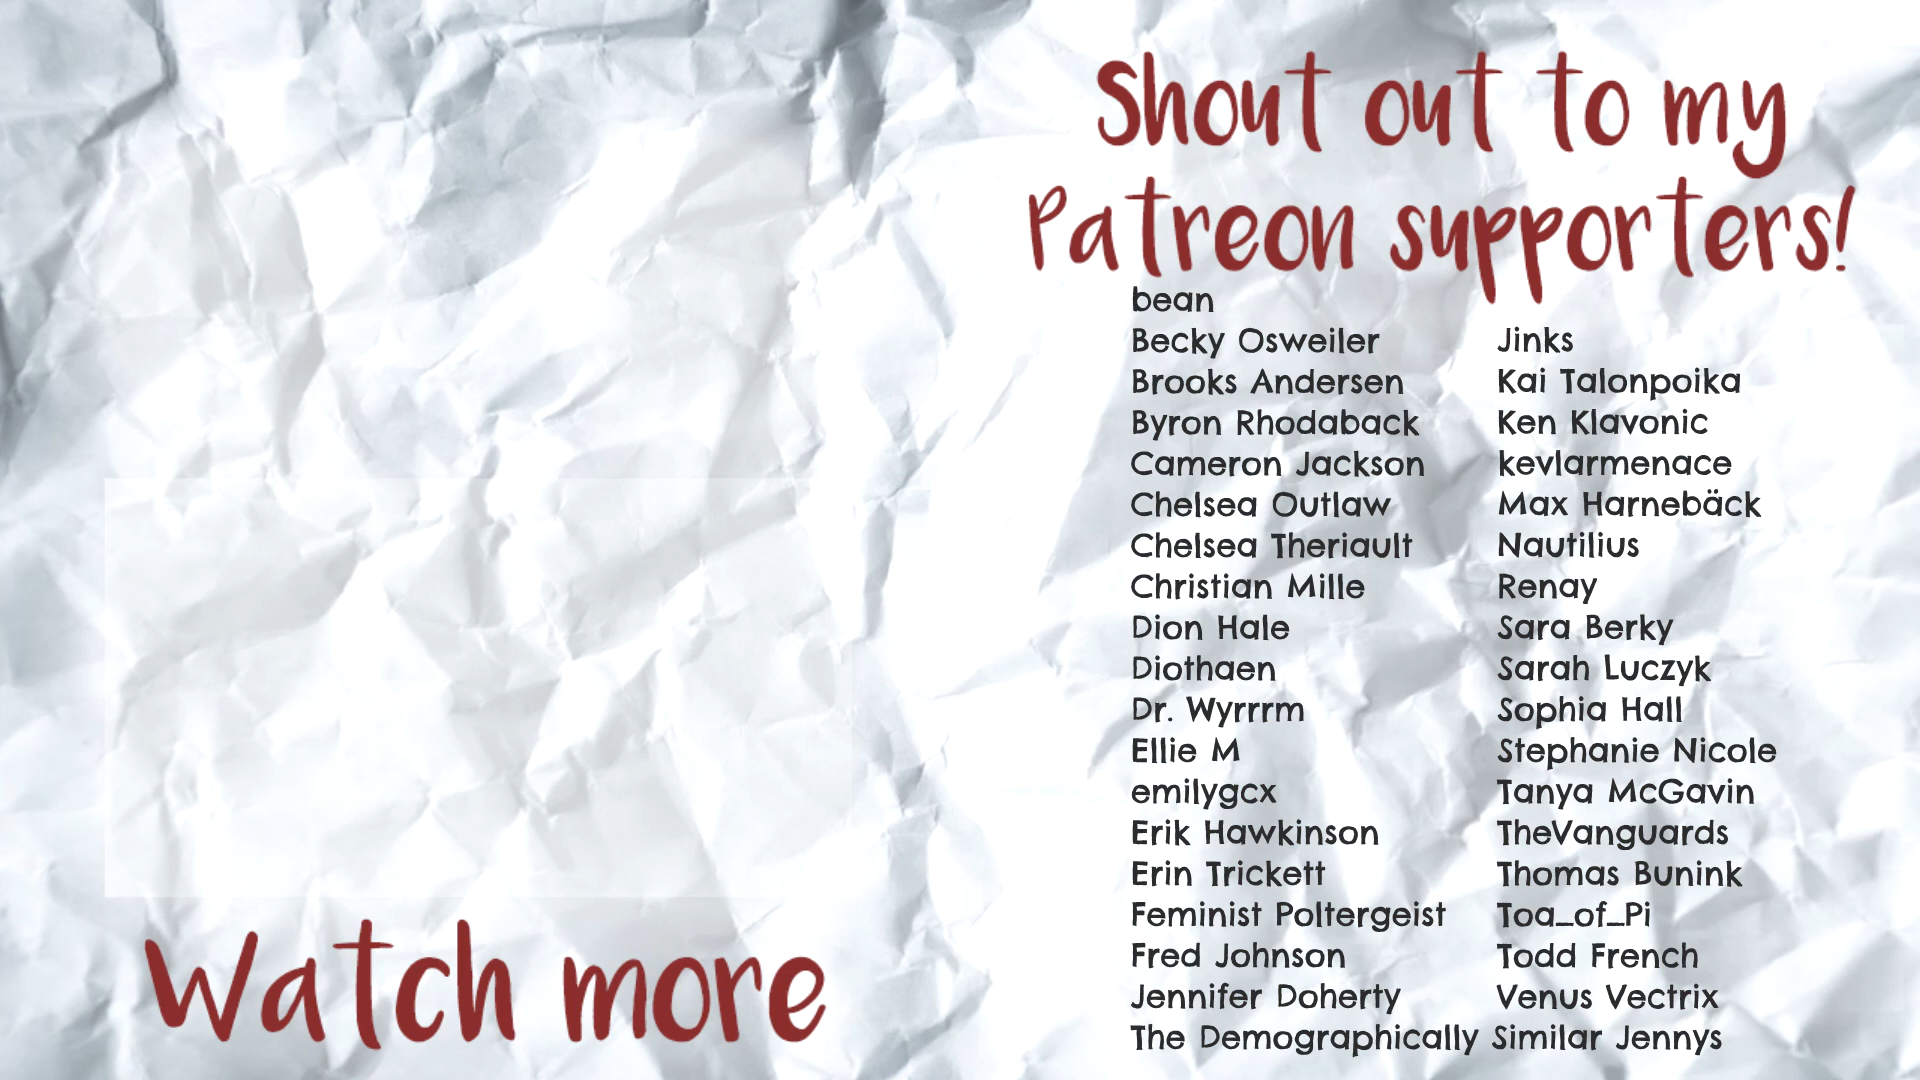 Shout out to my
Patreon supporters!
bean
Becky Osweiler
Brooks Andersen
Byron Rhodaback
Cameron Jackson
Chelsea Outlaw
Chelsea Theriault
Christian Mille
Dion Hale
Diothaen
Dr. Wyrrrm
Ellie M
emilygcx
Erik Hawkinson
Erin Trickett
Feminist Poltergeist
Fred Johnson
Jennifer Doherty
The Demographically Similar Jennys
Jinks
Kai Talonpoika
Ken Klavonic
kevlarmenace
Max Harnebäck
Nautilius
Renay
Sara Berky
Sarah Luczyk
Sophia Hall
Stephanie Nicole
Tanya McGavin
TheVanguards
Thomas Bunink
Toa_of_Pi
Todd French
Venus Vectrix
Watch more